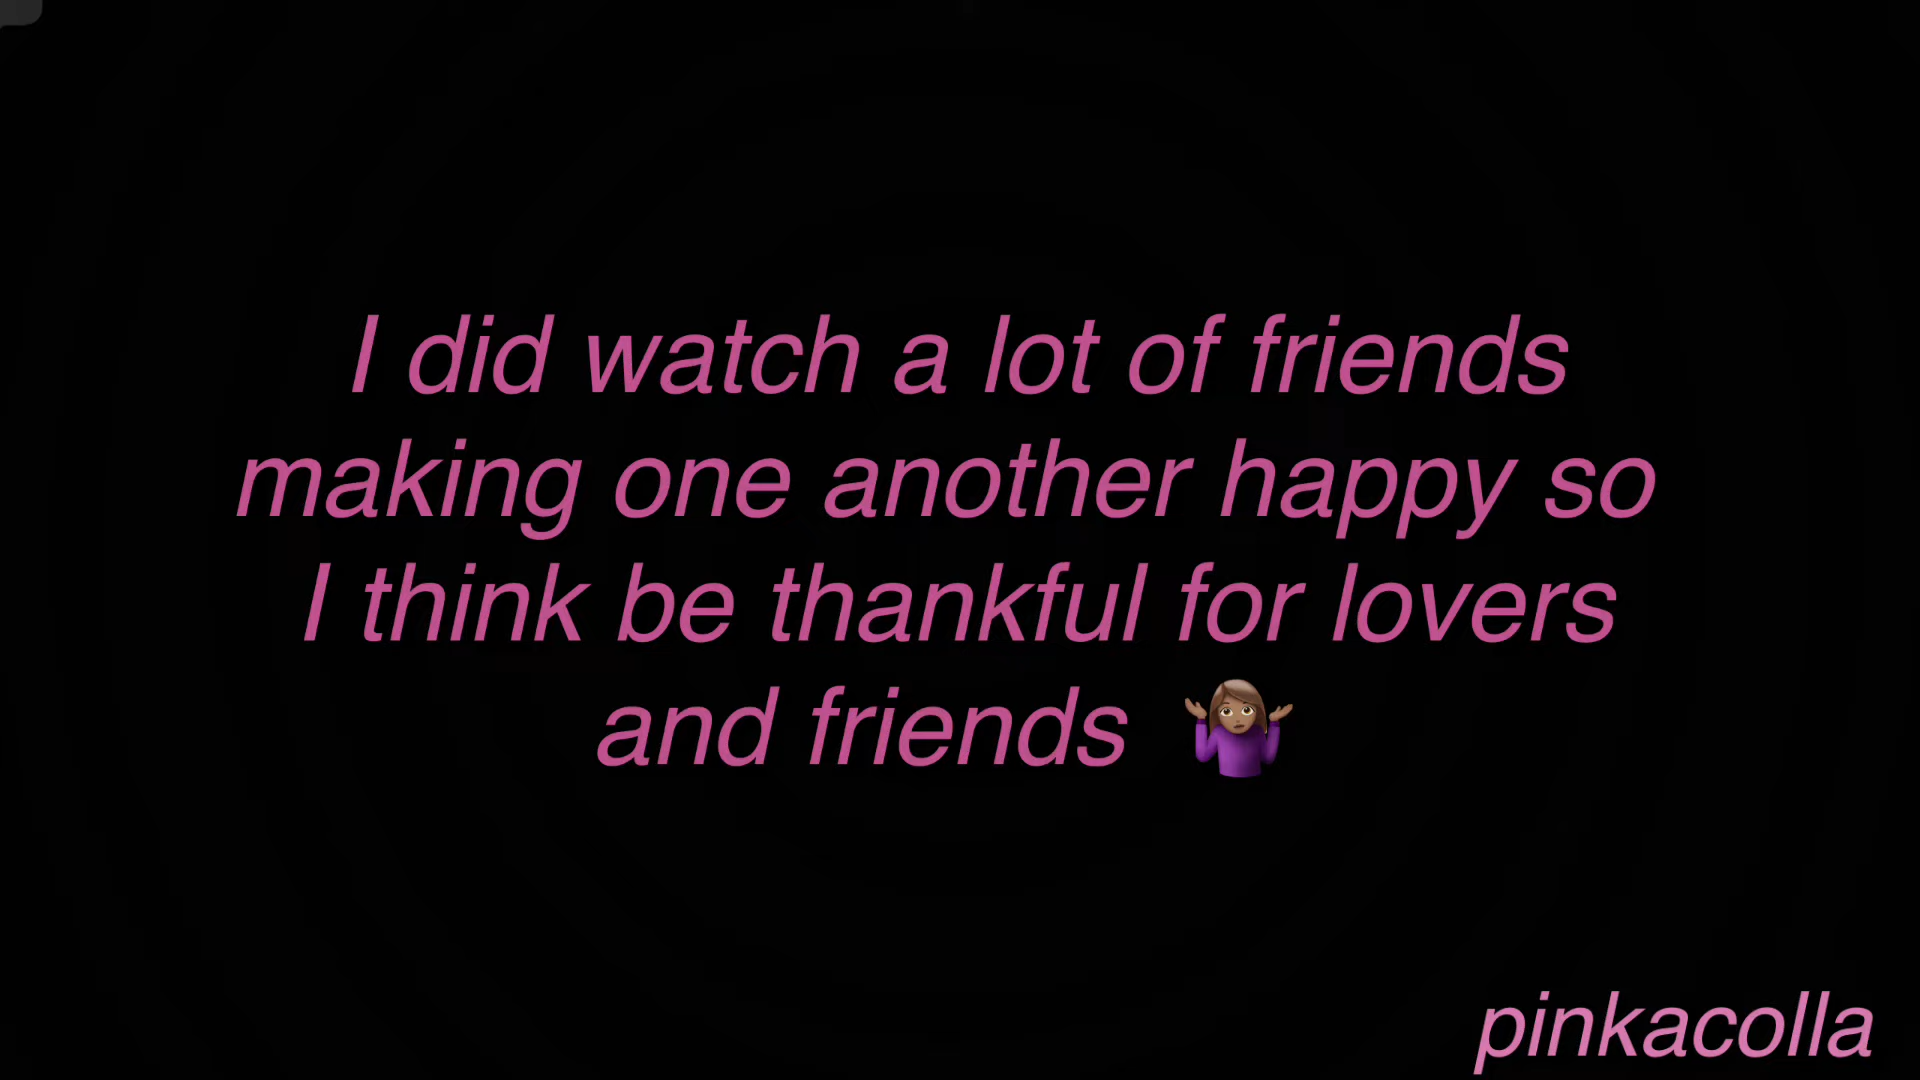 I did watch a lot of friends
making one another happy so
I think be thankful for lovers
and friends 🤷🏽‍♀️
pinkacolla